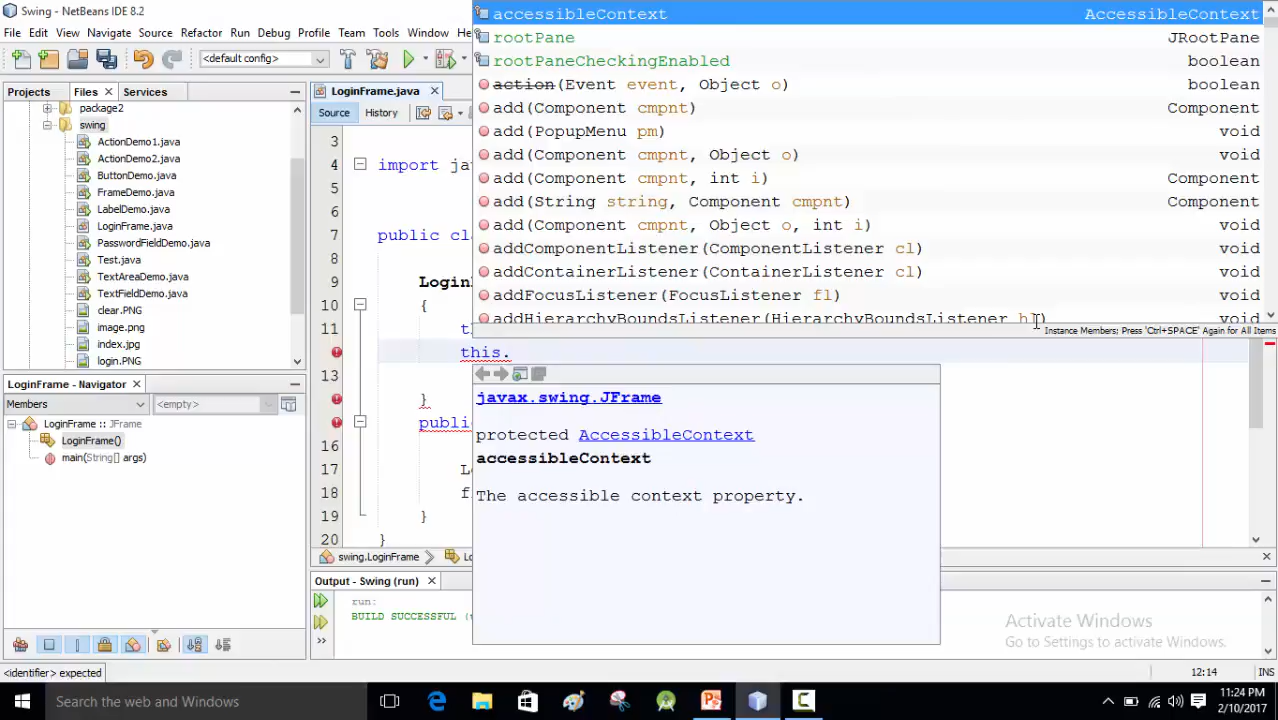 Swing - NetBeans IDE 8.2
File Edit View Navigate Source Refactor Run Debug Profile Team Tools Window
<default config>
Projects Files Services
package2
swing
ActionDemo1.java
ActionDemo2.java
ButtonDemo.java
FrameDemo.java
LabelDemo.java
LoginFrame.java
PasswordFieldDemo.java
Test.java
TextAreaDemo.java
TextFieldDemo.java
clear.PNG
image.png
index.jpg
login.PNG
LoginFrame - Navigator
Members <empty>
LoginFrame :: JFrame
LoginFrame()
main(String[] args)
<identifier> expected
LoginFrame.java
Source History
3
4 import
5
6
7 public
8
9
10 {
11
this.
13
}
16
17
18
19 }
20 }
swing.LoginFrame
accessibleContext AccessibleContext
rootPane JRootPane
rootPaneCheckingEnabled boolean
action(Event event, Object o) boolean
add(Component cmpnt) Component
add(PopupMenu pm) void
add(Component cmpnt, Object o) void
add(Component cmpnt, int i) Component
add(String string, Component cmpnt) Component
add(Component cmpnt, Object o, int i) void
addComponentListener(ComponentListener cl) void
addContainerListener(ContainerListener cl) void
addFocusListener(FocusListener fl) void
addHierarchyBoundsListener(HierarchyBoundsListener hl) void
Instance Members; Press 'Ctrl+SPACE' Again for All Items
javax.swing.JFrame
protected AccessibleContext
accessibleContext
The accessible context property.
Output - Swing (run)
run:
BUILD SUCCESSFUL
Activate Windows
Go to Settings to activate Windows.
12:14 INS
Search the web and Windows
11:24 PM
2/10/2017